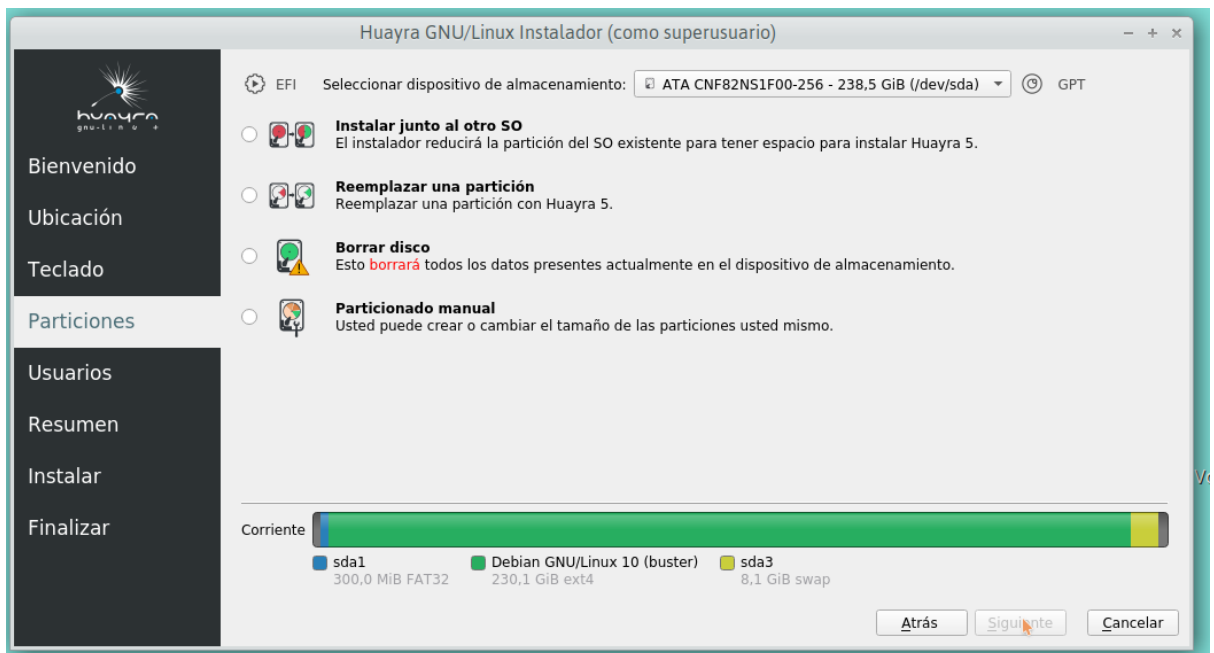 Huayra GNU/Linux Instalador (como superusuario)
huayra
gnu-linux
EFI Seleccionar dispositivo de almacenamiento: ATA CNF82NS1F00-256 - 238,5 GiB (/dev/sda) GPT
Instalar junto al otro SO
El instalador reducirá la partición del SO existente para tener espacio para instalar Huayra 5.
Reemplazar una partición
Reemplazar una partición con Huayra 5.
Borrar disco
Esto borrará todos los datos presentes actualmente en el dispositivo de almacenamiento.
Particionado manual
Usted puede crear o cambiar el tamaño de las particiones usted mismo.
Bienvenido
Ubicación
Teclado
Particiones
Usuarios
Resumen
Instalar
Finalizar
Corriente
sda1 Debian GNU/Linux 10 (buster) sda3
300,0 MiB FAT32 230,1 GiB ext4 8,1 GiB swap
Atrás Siguiente Cancelar